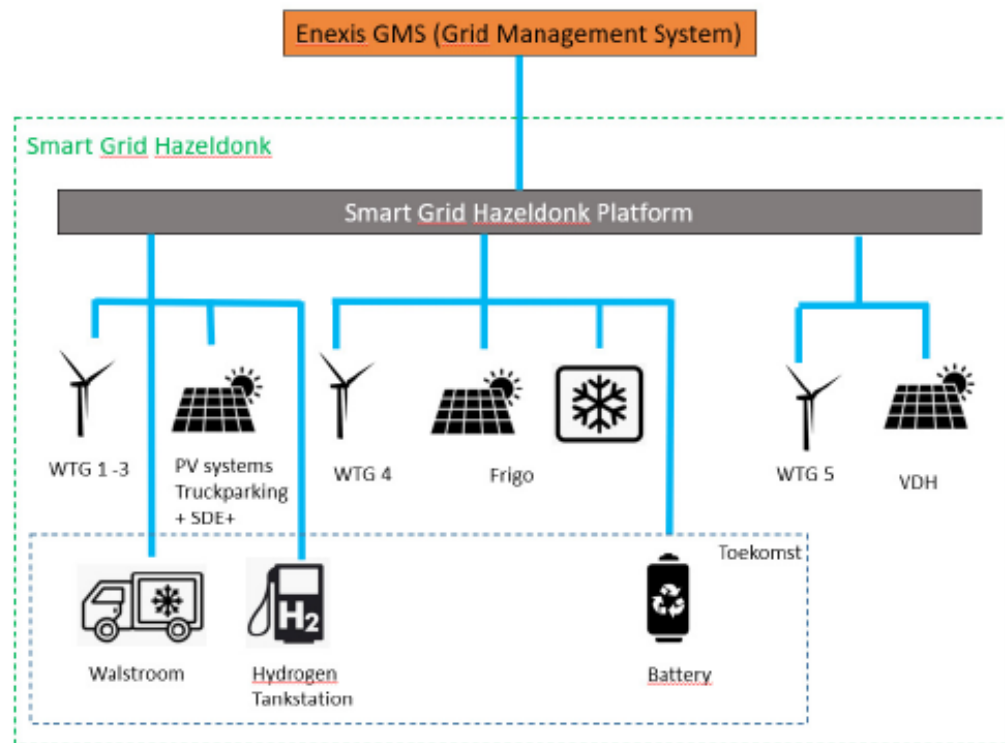 Enexis GMS (Grid Management System)
Smart Grid Hazeldonk
Smart Grid Hazeldonk Platform
WTG 1 -3
PV systems
Truckparking
+ SDE+
WTG 4
Frigo
WTG 5
VDH
Toekomst
H2
Walstroom
Hydrogen
Tankstation
Battery